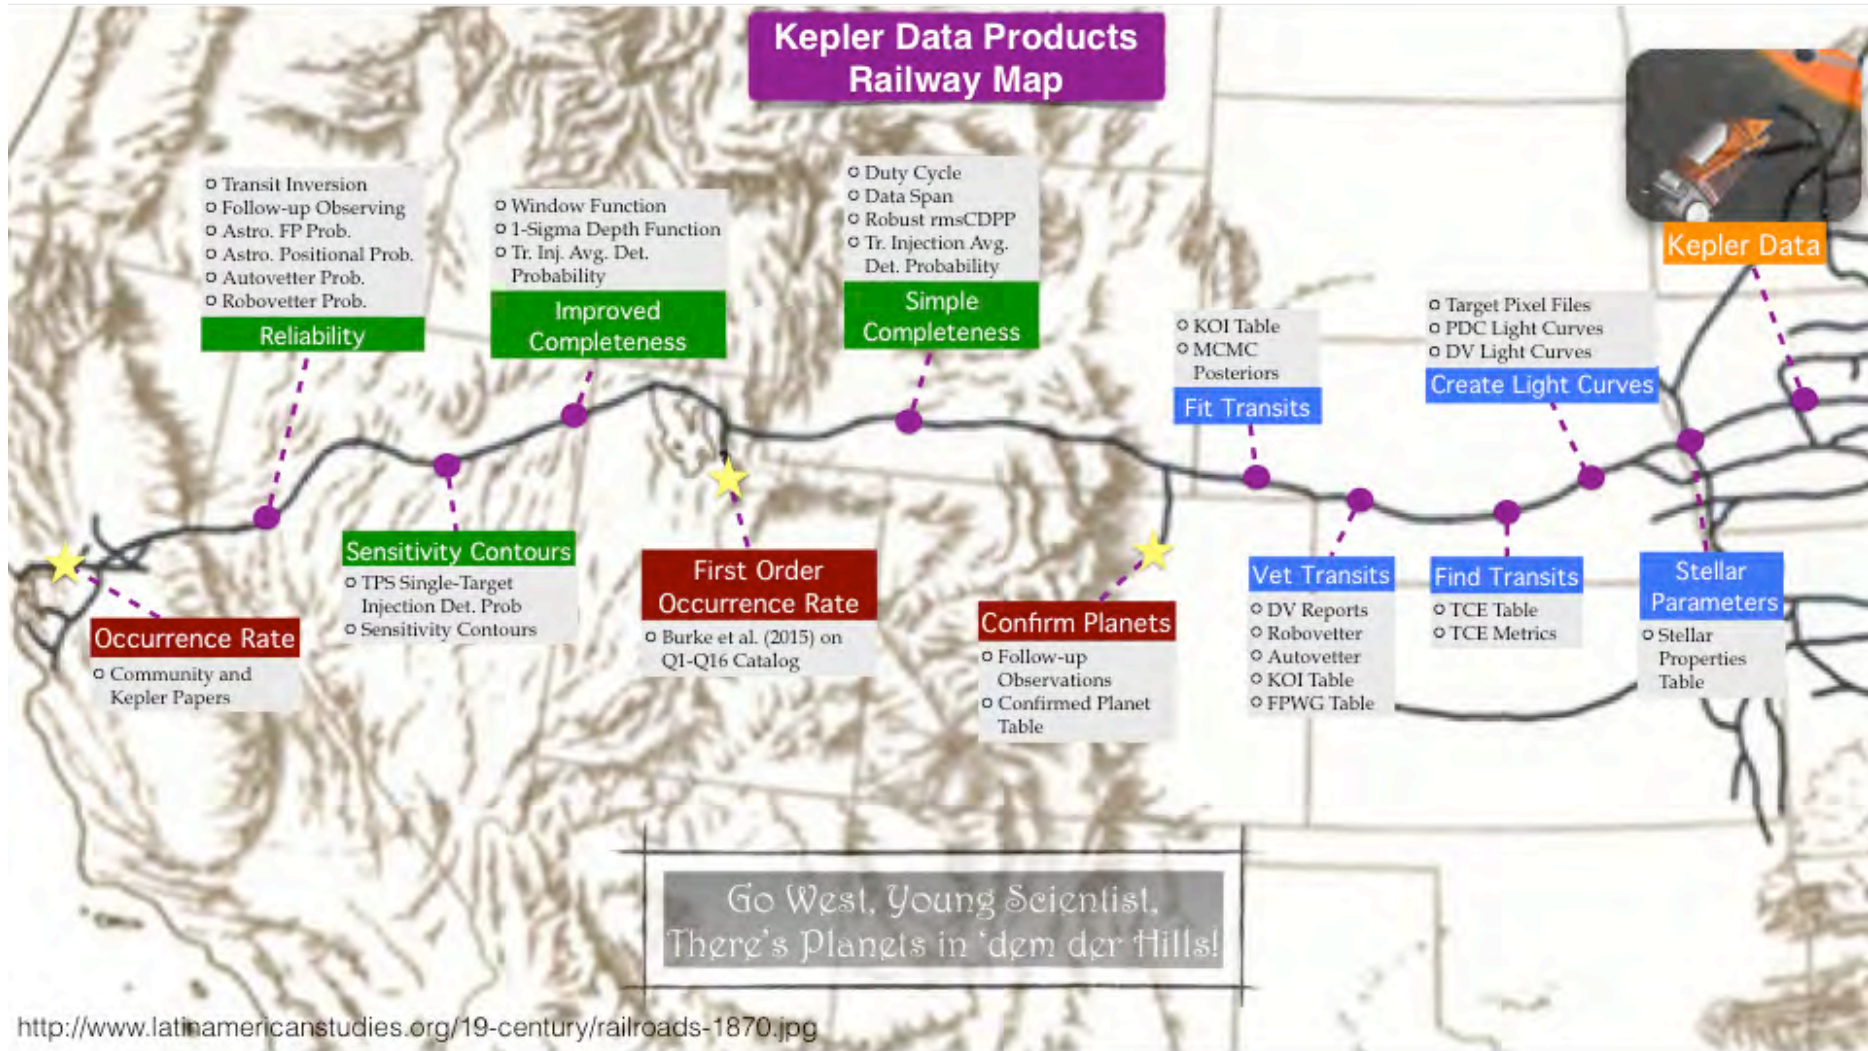 Kepler Data Products
Railway Map
○ Transit Inversion
○ Follow-up Observing
○ Astro. FP Prob.
○ Astro. Positional Prob.
○ Autovetter Prob.
○ Robovetter Prob.
Reliability
○ Window Function
○ 1-Sigma Depth Function
○ Tr. Inj. Avg. Det.
Probability
Improved
Completeness
○ Duty Cycle
○ Data Span
○ Robust rmsCDPP
○ Tr. Injection Avg.
Det. Probability
Simple
Completeness
○ KOI Table
○ MCMC
Posteriors
Fit Transits
○ Target Pixel Files
○ PDC Light Curves
○ DV Light Curves
Create Light Curves
Kepler Data
Occurrence Rate
○ Community and
Kepler Papers
Sensitivity Contours
○ TPS Single-Target
Injection Det. Prob
○ Sensitivity Contours
First Order
Occurrence Rate
○ Burke et al. (2015) on
Q1-Q16 Catalog
Confirm Planets
○ Follow-up
Observations
○ Confirmed Planet
Table
Vet Transits
○ DV Reports
○ Robovetter
○ Autovetter
○ KOI Table
○ FPWG Table
Find Transits
○ TCE Table
○ TCE Metrics
Stellar
Parameters
○ Stellar
Properties
Table
Go West, Young Scientist,
There's Planets in 'dem der Hills!
http://www.latinamericanstudies.org/19-century/railroads-1870.jpg